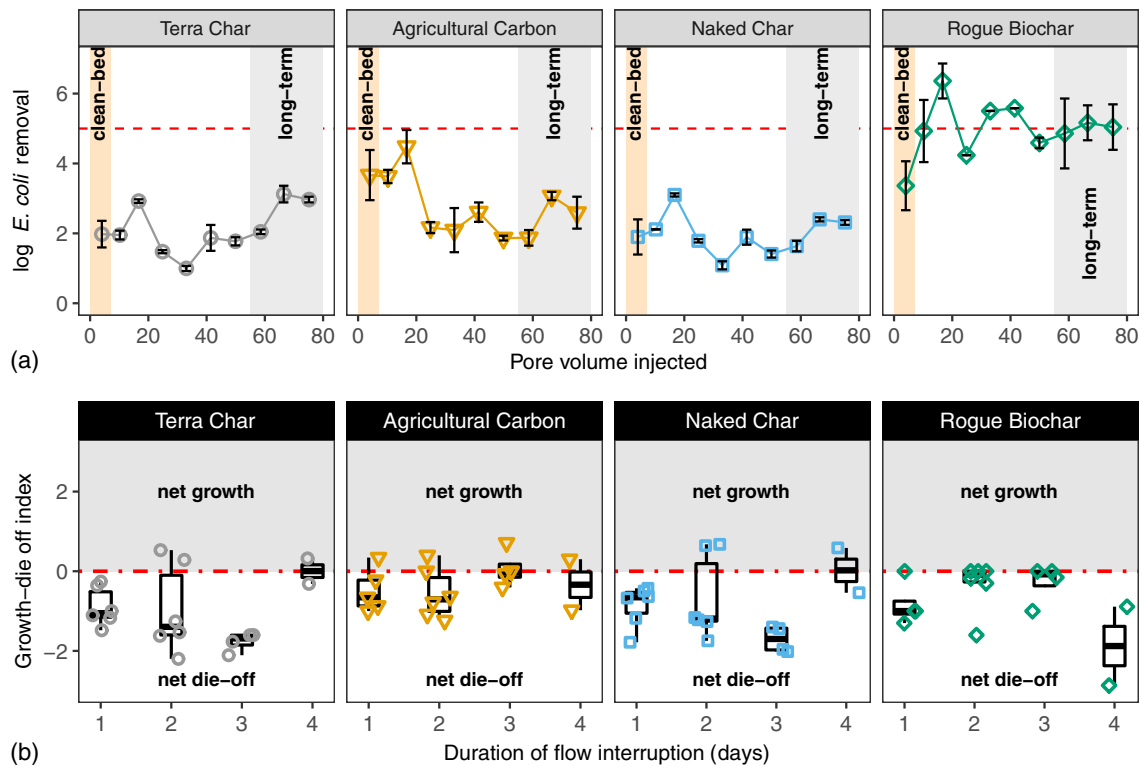 Terra Char
Agricultural Carbon
Naked Char
Rogue Biochar
log E. coli removal
6
4
2
0
clean−bed
long−term
clean−bed
long−term
clean−bed
long−term
clean−bed
long−term
0 20 40 60 80
0 20 40 60 80
0 20 40 60 80
0 20 40 60 80
Pore volume injected
(a)
Terra Char
Agricultural Carbon
Naked Char
Rogue Biochar
Growth−die off index
2
0
−2
net growth
net growth
net growth
net growth
net die−off
net die−off
net die−off
net die−off
1 2 3 4
1 2 3 4
1 2 3 4
1 2 3 4
Duration of flow interruption (days)
(b)